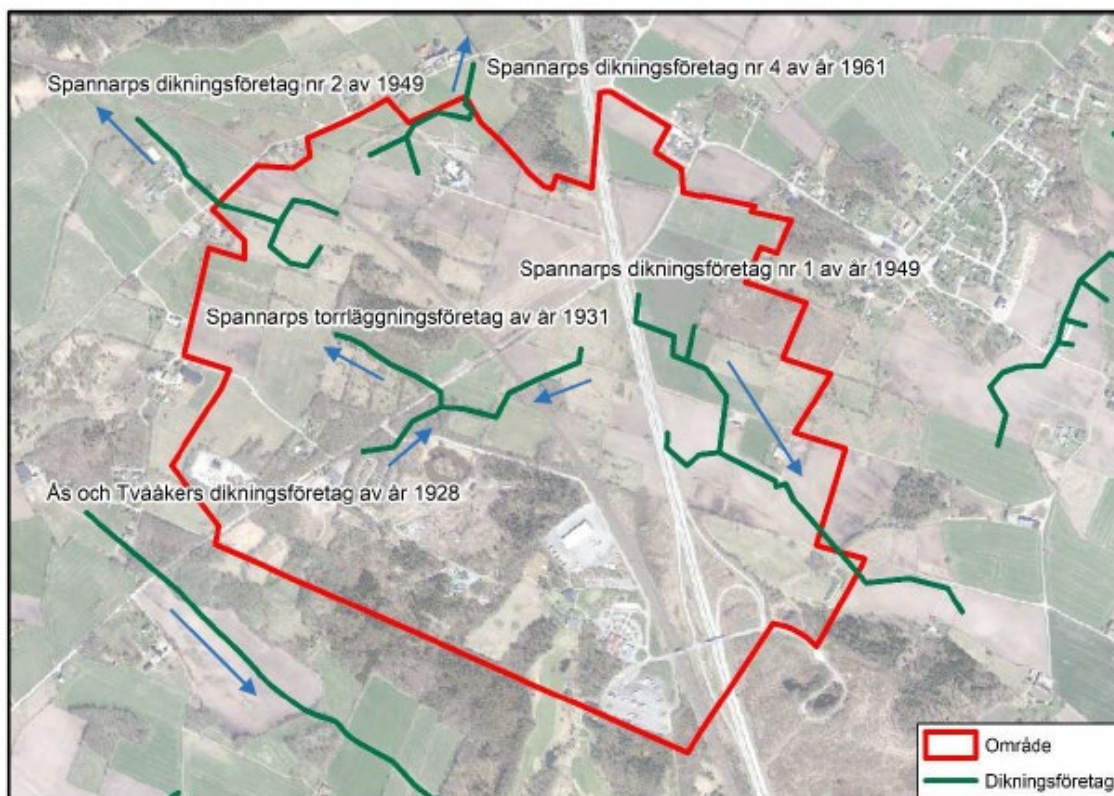 Spannarps dikningsföretag nr 4 av år 1961
Spannarps dikningsföretag nr 2 av 1949
Spannarps dikningsföretag nr 1 av år 1949
Spannarps torrläggningsföretag av år 1931
Ås och Tvååkers dikningsföretag av år 1928
Område
Dikningsföretag